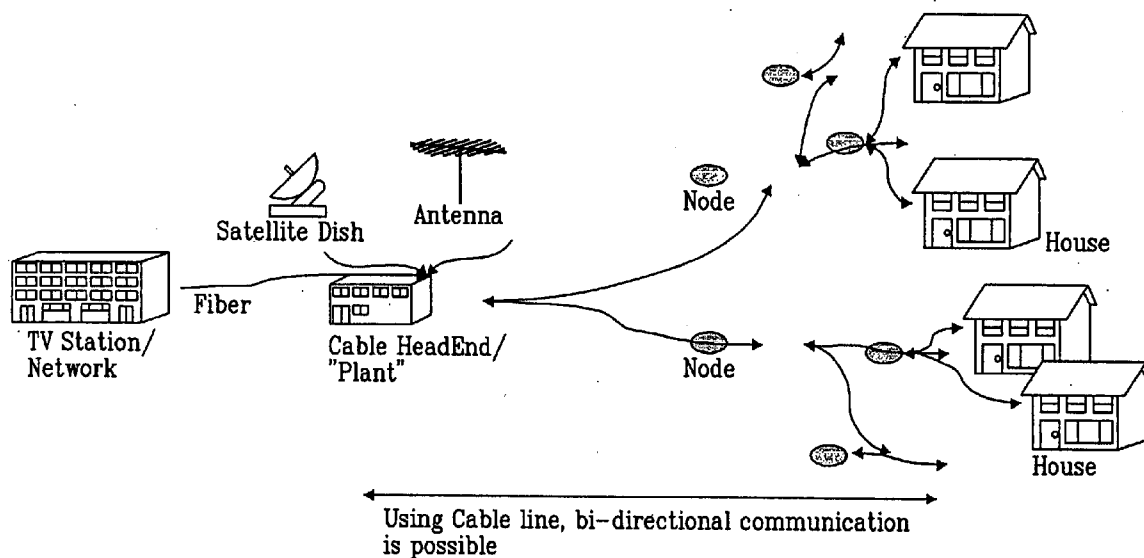 Antenna
Satellite Dish
Node
House
Fiber
TV Station/
Network
Cable HeadEnd/
"Plant"
Node
House
Using Cable line, bi-directional communication
is possible